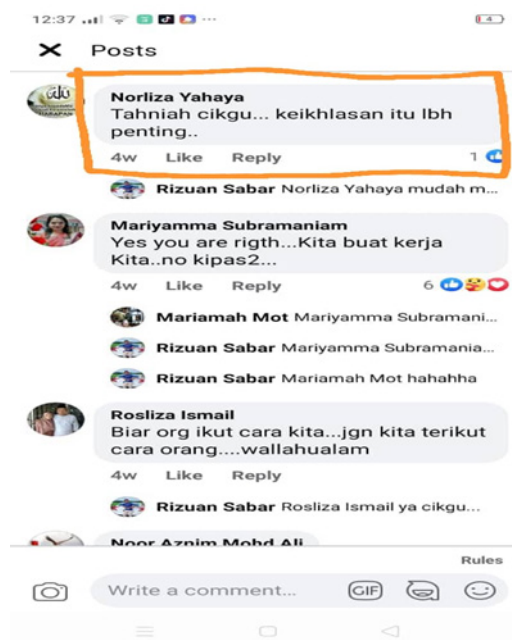 12:37
4
Posts
Norliza Yahaya
Tahniah cikgu... keikhlasan itu lbh
penting..
4w Like Reply 1
Rizuan Sabar Norliza Yahaya mudah m...
Mariyamma Subramaniam
Yes you are rigth...Kita buat kerja
Kita..no kipas2...
4w Like Reply 6
Mariamah Mot Mariyamma Subramani...
Rizuan Sabar Mariyamma Subramania...
Rizuan Sabar Mariamah Mot hahahha
Rosliza Ismail
Biar org ikut cara kita...jgn kita terikut
cara orang....wallahualam
4w Like Reply
Rizuan Sabar Rosliza Ismail ya cikgu...
Noor Aznim Mohd Ali
Rules
Write a comment...
GIF